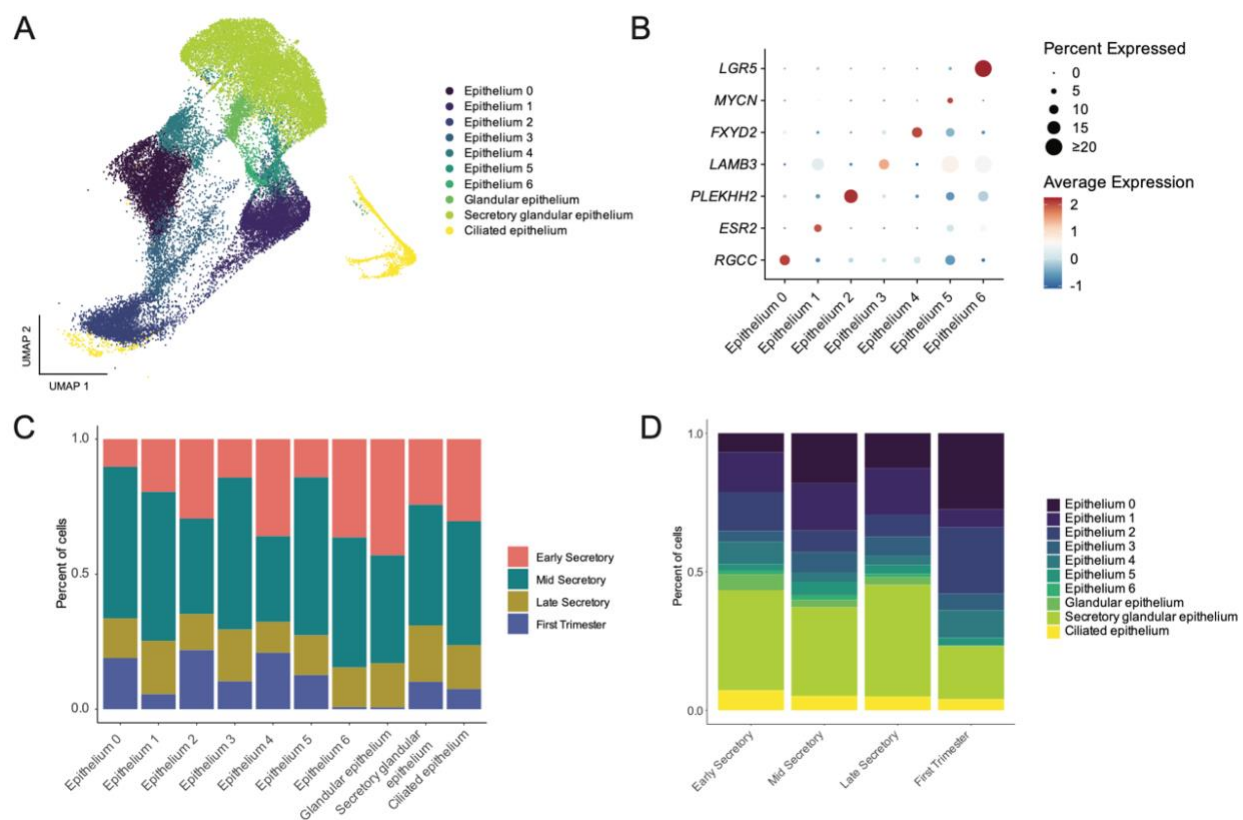 A
UMAP 2
UMAP 1
Epithelium 0
Epithelium 1
Epithelium 2
Epithelium 3
Epithelium 4
Epithelium 5
Epithelium 6
Glandular epithelium
Secretory glandular epithelium
Ciliated epithelium
B
LGR5
MYCN
FXYD2
LAMB3
PLEKHH2
ESR2
RGCC
Epithelium 0
Epithelium 1
Epithelium 2
Epithelium 3
Epithelium 4
Epithelium 5
Epithelium 6
Percent Expressed
0
5
10
15
≥20
Average Expression
2
1
0
-1
C
Percent of cells
1.0
0.5
0.0
Epithelium 0
Epithelium 1
Epithelium 2
Epithelium 3
Epithelium 4
Epithelium 5
Epithelium 6
Glandular epithelium
Secretory glandular
epithelium
Ciliated epithelium
Early Secretory
Mid Secretory
Late Secretory
First Trimester
D
Percent of cells
1.0
0.5
0.0
Early Secretory
Mid Secretory
Late Secretory
First Trimester
Epithelium 0
Epithelium 1
Epithelium 2
Epithelium 3
Epithelium 4
Epithelium 5
Epithelium 6
Glandular epithelium
Secretory glandular epithelium
Ciliated epithelium